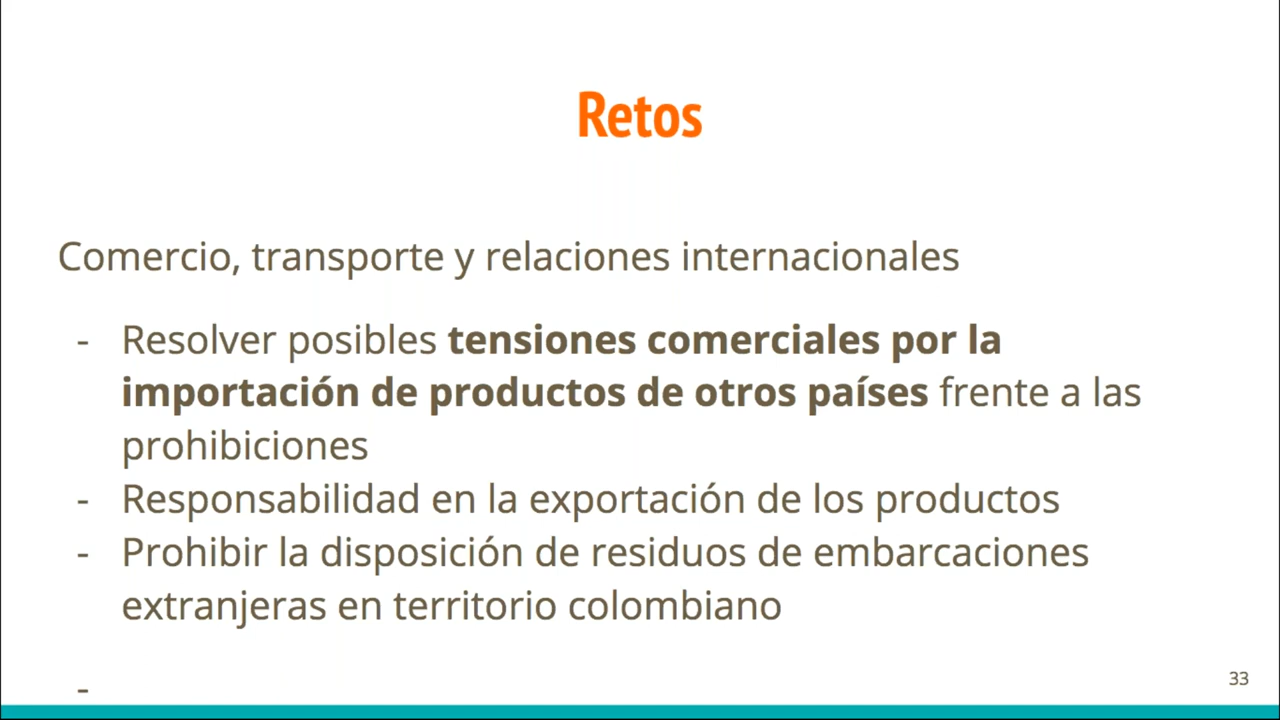 Retos
Comercio, transporte y relaciones internacionales
- Resolver posibles tensiones comerciales por la
importación de productos de otros países frente a las
prohibiciones
- Responsabilidad en la exportación de los productos
- Prohibir la disposición de residuos de embarcaciones
extranjeras en territorio colombiano
-
33